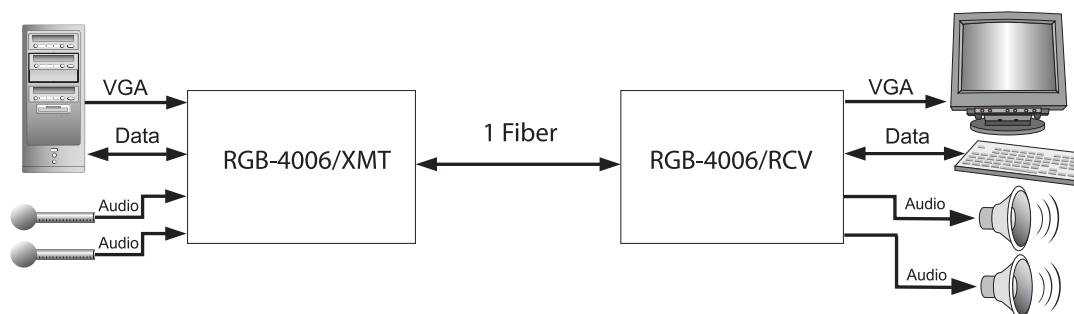 VGA
Data
Audio
Audio
RGB-4006/XMT
1 Fiber
RGB-4006/RCV
VGA
Data
Audio
Audio